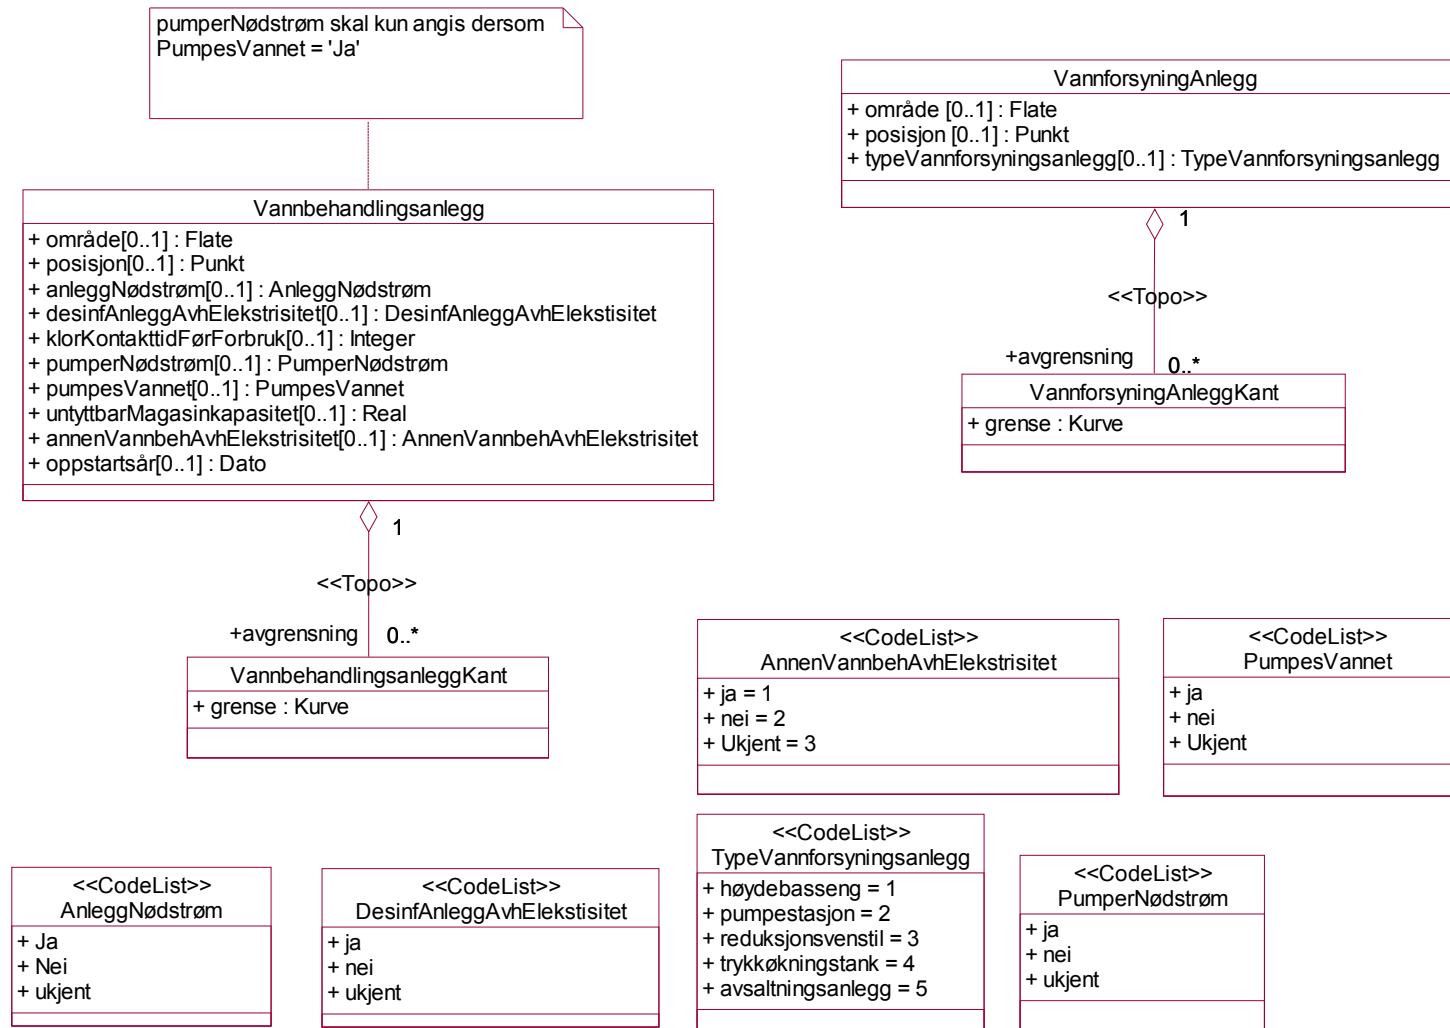 pumperNødstrøm skal kun angis dersom
PumpesVannet = 'Ja'
VannforsyningAnlegg
+ område [0..1] : Flate
+ posisjon [0..1] : Punkt
+ typeVannforsyningsanlegg[0..1] : TypeVannforsyningsanlegg
1
<<Topo>>
+avgrensning
0..*
VannforsyningAnleggKant
+ grense : Kurve
Vannbehandlingsanlegg
+ område[0..1] : Flate
+ posisjon[0..1] : Punkt
+ anleggNødstrøm[0..1] : AnleggNødstrøm
+ desinfAnleggAvhElekstrisitet[0..1] : DesinfAnleggAvhElekstisitet
+ klorKontakttidFørForbruk[0..1] : Integer
+ pumperNødstrøm[0..1] : PumperNødstrøm
+ pumpesVannet[0..1] : PumpesVannet
+ untyttbarMagasinkapasitet[0..1] : Real
+ annenVannbehAvhElekstrisitet[0..1] : AnnenVannbehAvhElekstrisitet
+ oppstartsår[0..1] : Dato
1
<<Topo>>
+avgrensning
0..*
VannbehandlingsanleggKant
+ grense : Kurve
<<CodeList>>
AnnenVannbehAvhElekstrisitet
+ ja = 1
+ nei = 2
+ Ukjent = 3
<<CodeList>>
PumpesVannet
+ ja
+ nei
+ Ukjent
<<CodeList>>
AnleggNødstrøm
+ Ja
+ Nei
+ ukjent
<<CodeList>>
DesinfAnleggAvhElekstisitet
+ ja
+ nei
+ ukjent
<<CodeList>>
TypeVannforsyningsanlegg
+ høydebasseng = 1
+ pumpestasjon = 2
+ reduksjonsvenstil = 3
+ trykkøkningstank = 4
+ avsaltningsanlegg = 5
<<CodeList>>
PumperNødstrøm
+ ja
+ nei
+ ukjent